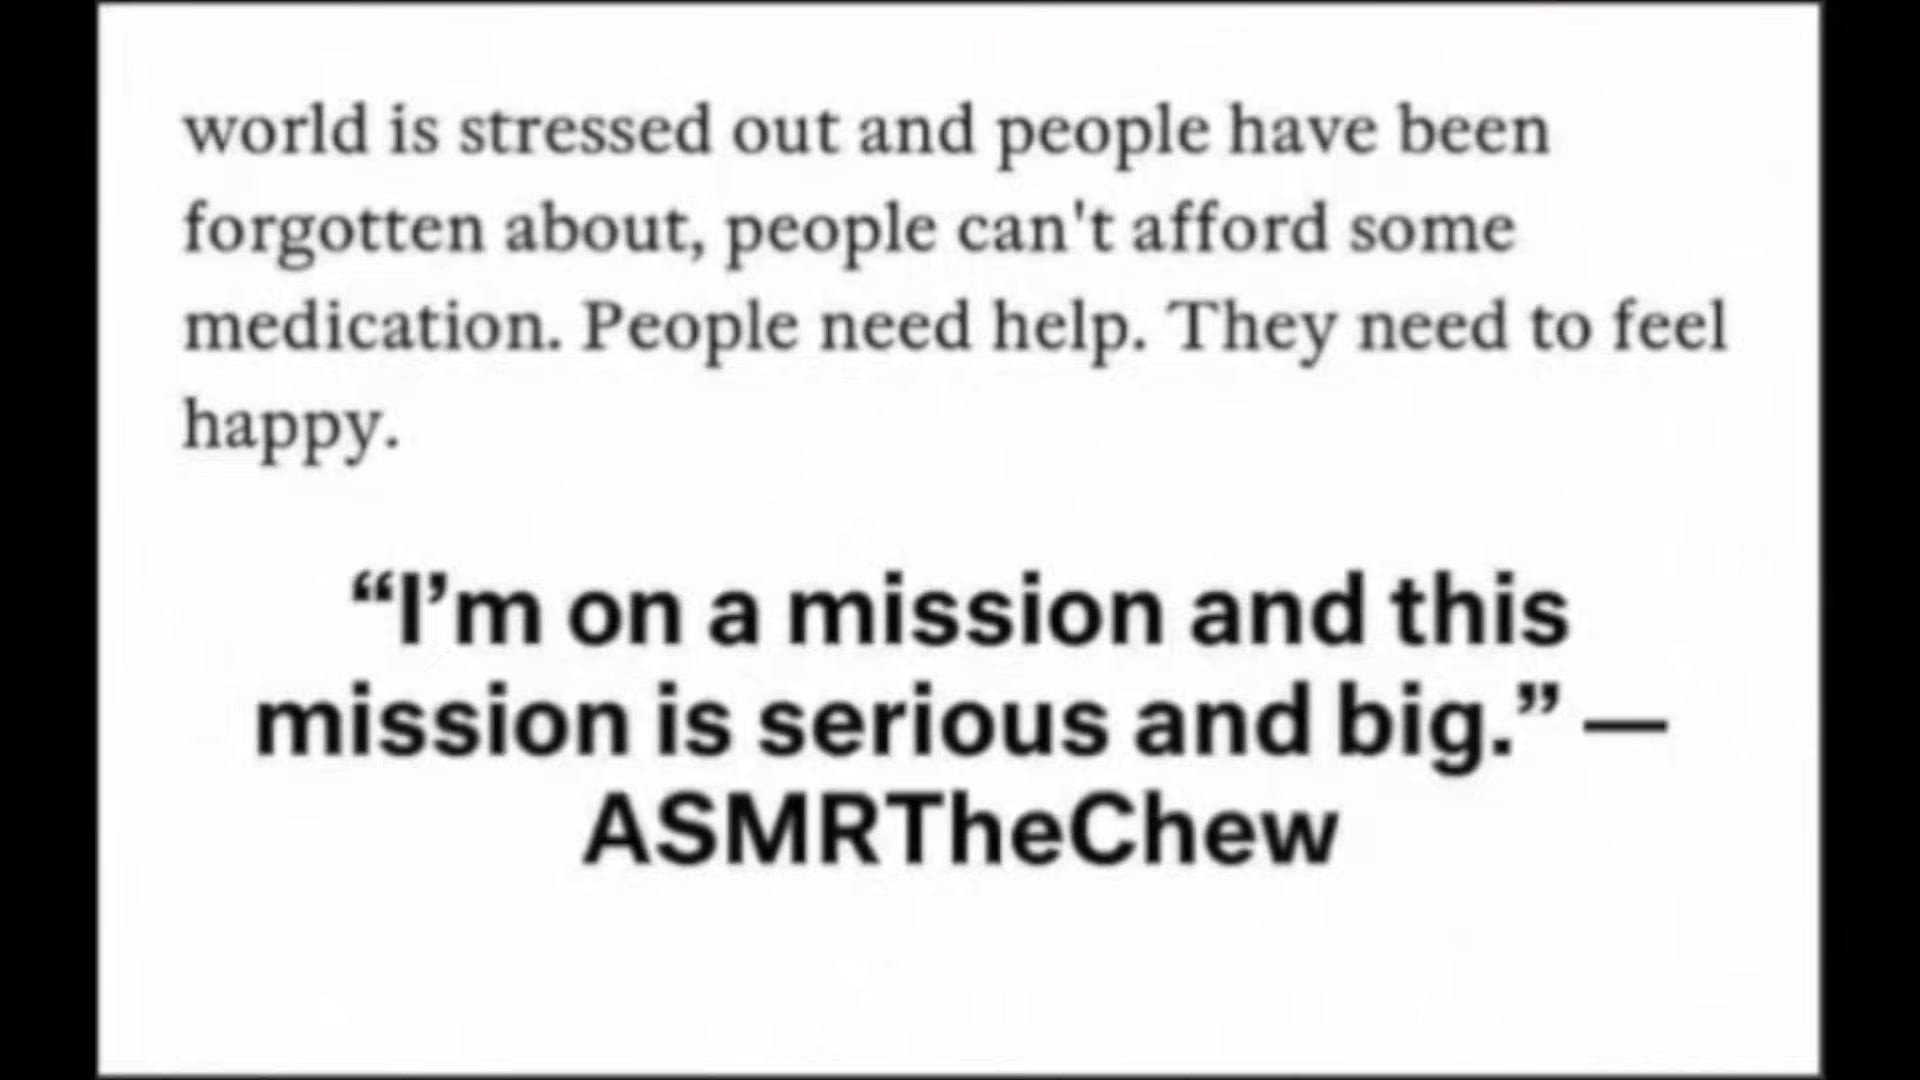 world is stressed out and people have been
forgotten about, people can't afford some
medication. People need help. They need to feel
happy.
“I’m on a mission and this
mission is serious and big.” —
ASMRTheChew